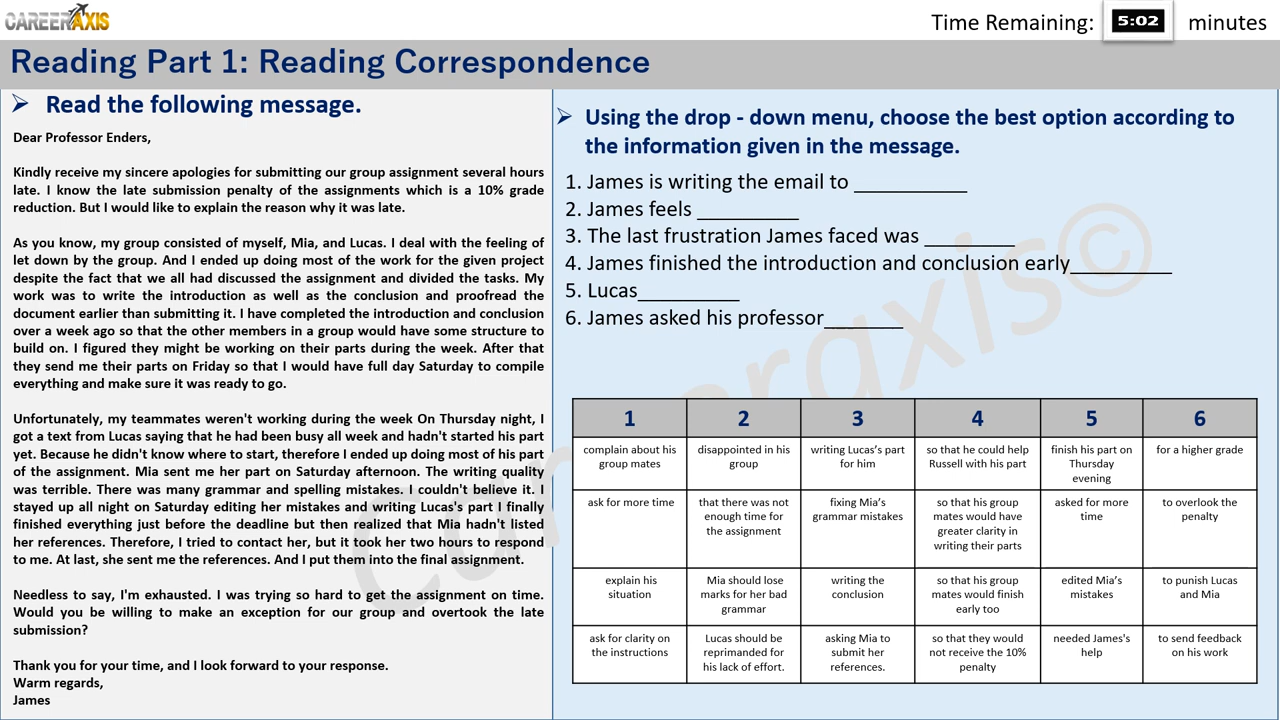 CAREERAXIS
Time Remaining: 5:02 minutes
Reading Part 1: Reading Correspondence
Read the following message.
Dear Professor Enders,
Kindly receive my sincere apologies for submitting our group assignment several hours
late. I know the late submission penalty of the assignments which is a 10% grade
reduction. But I would like to explain the reason why it was late.
As you know, my group consisted of myself, Mia, and Lucas. I deal with the feeling of
let down by the group. And I ended up doing most of the work for the given project
despite the fact that we all had discussed the assignment and divided the tasks. My
work was to write the introduction as well as the conclusion and proofread the
document earlier than submitting it. I have completed the introduction and conclusion
over a week ago so that the other members in a group would have some structure to
build on. I figured they might be working on their parts during the week. After that
they send me their parts on Friday so that I would have full day Saturday to compile
everything and make sure it was ready to go.
Unfortunately, my teammates weren't working during the week On Thursday night, I
got a text from Lucas saying that he had been busy all week and hadn't started his part
yet. Because he didn't know where to start, therefore I ended up doing most of his part
of the assignment. Mia sent me her part on Saturday afternoon. The writing quality
was terrible. There was many grammar and spelling mistakes. I couldn't believe it. I
stayed up all night on Saturday editing her mistakes and writing Lucas's part I finally
finished everything just before the deadline but then realized that Mia hadn't listed
her references. Therefore, I tried to contact her, but it took her two hours to respond
to me. At last, she sent me the references. And I put them into the final assignment.
Needless to say, I'm exhausted. I was trying so hard to get the assignment on time.
Would you be willing to make an exception for our group and overtook the late
submission?
Thank you for your time, and I look forward to your response.
Warm regards,
James
Using the drop - down menu, choose the best option according to
the information given in the message.
1. James is writing the email to __________
2. James feels _________
3. The last frustration James faced was ________
4. James finished the introduction and conclusion early_________
5. Lucas_________
6. James asked his professor_______
1 2 3 4 5 6
complain about his
group mates
disappointed in his
group
writing Lucas's part
for him
so that he could help
Russell with his part
finish his part on
Thursday
evening
for a higher grade
ask for more time
that there was not
enough time for
the assignment
fixing Mia's
grammar mistakes
so that his group
mates would have
greater clarity in
writing their parts
asked for more
time
to overlook the
penalty
explain his
situation
Mia should lose
marks for her bad
grammar
writing the
conclusion
so that his group
mates would finish
early too
edited Mia's
mistakes
to punish Lucas
and Mia
ask for clarity on
the instructions
Lucas should be
reprimanded for
his lack of effort.
asking Mia to
submit her
references.
so that they would
not receive the 10%
penalty
needed James's
help
to send feedback
on his work
Careeraxis©